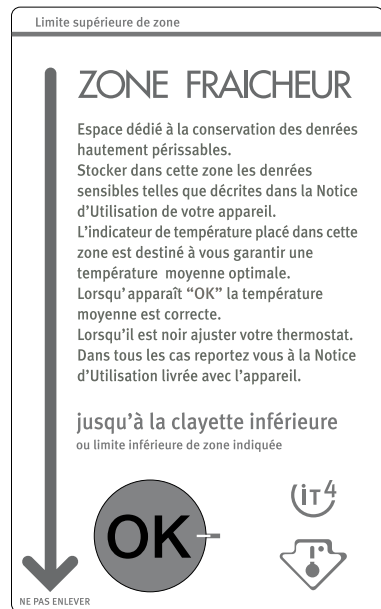 Limite supérieure de zone
ZONE FRAICHEUR
Espace dédié à la conservation des denrées
hautement périssables.
Stocker dans cette zone les denrées
sensibles telles que décrites dans la Notice
d’Utilisation de votre appareil.
L’indicateur de température placé dans cette
zone est destiné à vous garantir une
température moyenne optimale.
Lorsqu’apparaît “OK” la température
moyenne est correcte.
Lorsqu’il est noir ajuster votre thermostat.
Dans tous les cas reportez vous à la Notice
d’Utilisation livrée avec l’appareil.
jusqu’à la clayette inférieure
ou limite inférieure de zone indiquée
OK
iT4
NE PAS ENLEVER